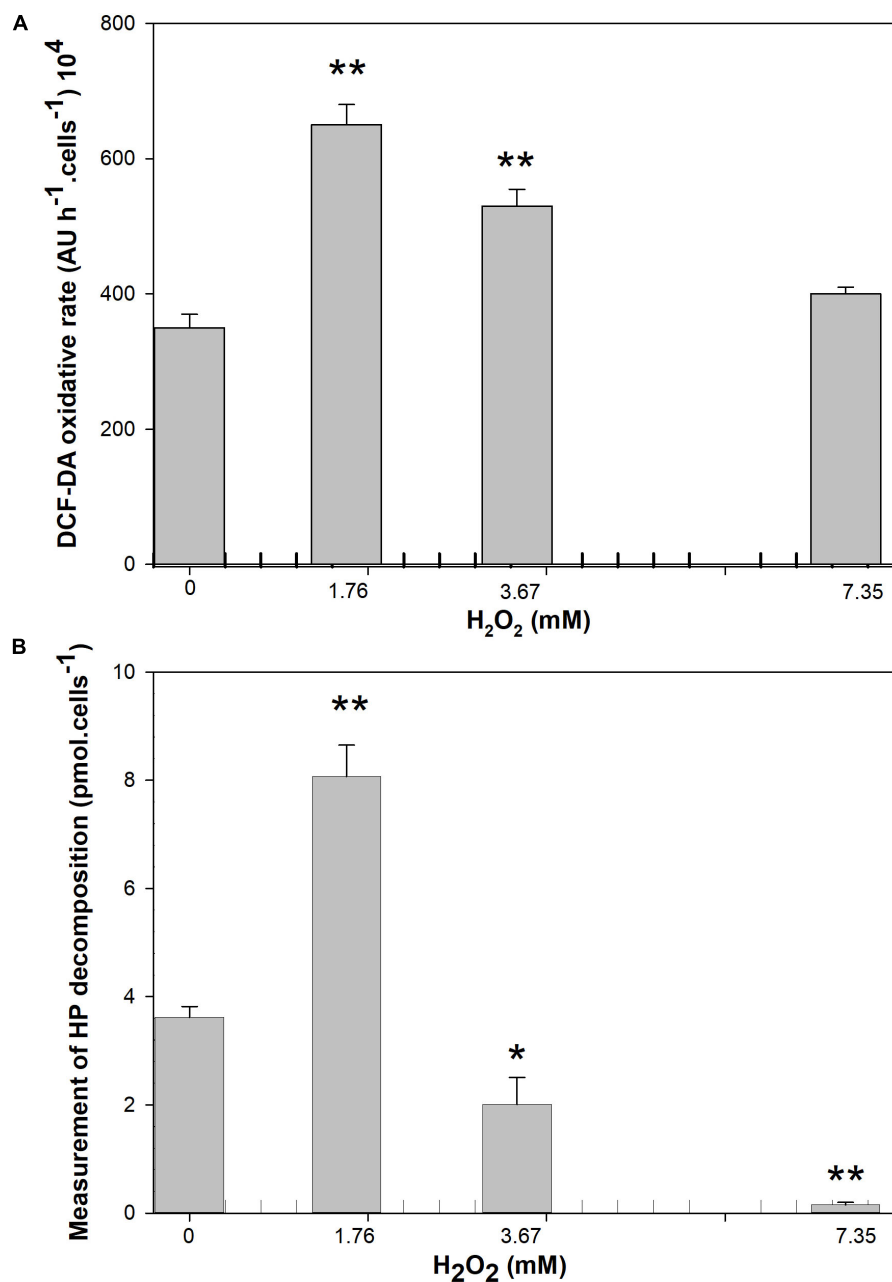 A
DCF-DA oxidative rate (AU h⁻¹.cells⁻¹) 10⁴
800
600
400
200
0
**
**
0 1.76 3.67 7.35
H₂O₂ (mM)
B
Measurement of HP decomposition (pmol.cells⁻¹)
10
8
6
4
2
0
**
*
**
0 1.76 3.67 7.35
H₂O₂ (mM)